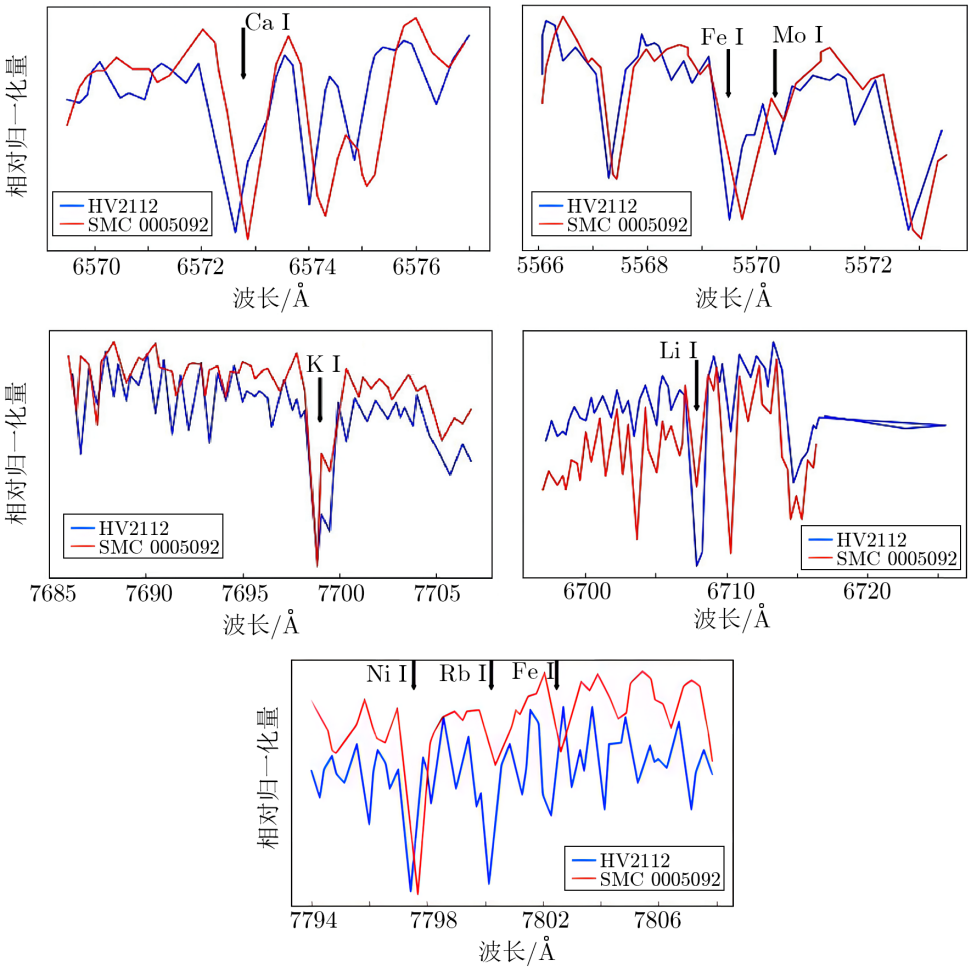 Ca I
相对归一化量
HV2112
SMC 0005092
6570 6572 6574 6576
波长/Å
Fe I Mo I
HV2112
SMC 0005092
5566 5568 5570 5572
波长/Å
K I
相对归一化量
HV2112
SMC 0005092
7685 7690 7695 7700 7705
波长/Å
Li I
HV2112
SMC 0005092
6700 6710 6720
波长/Å
Ni I Rb I Fe I
相对归一化量
HV2112
SMC 0005092
7794 7798 7802 7806
波长/Å